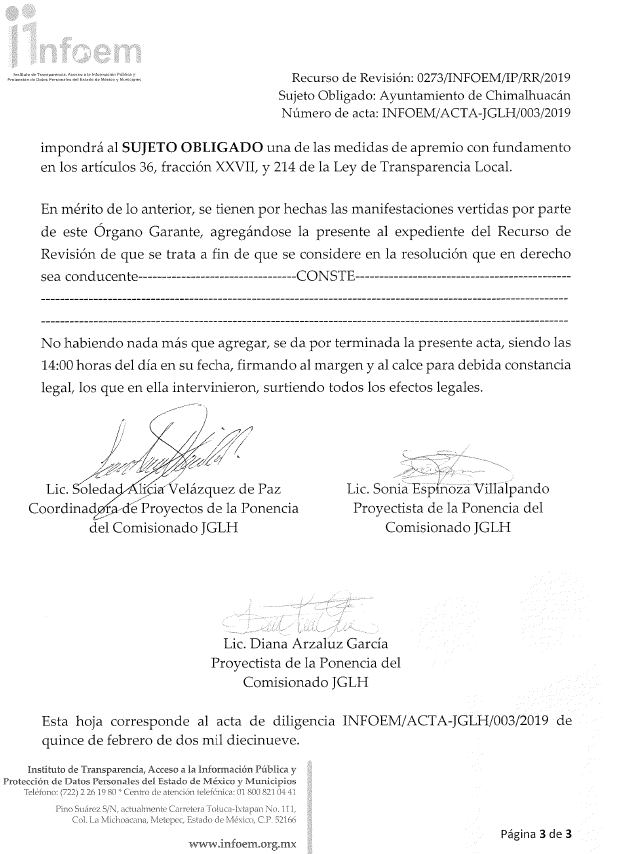 infoem
Instituto de Transparencia, Acceso a la Información Pública y
Protección de Datos Personales del Estado de México y Municipios
Recurso de Revisión: 0273/INFOEM/IP/RR/2019
Sujeto Obligado: Ayuntamiento de Chimalhuacán
Número de acta: INFOEM/ACTA-JGLH/003/2019
impondrá al SUJETO OBLIGADO una de las medidas de apremio con fundamento
en los artículos 36, fracción XXVII, y 214 de la Ley de Transparencia Local.
En mérito de lo anterior, se tienen por hechas las manifestaciones vertidas por parte
de este Órgano Garante, agregándose la presente al expediente del Recurso de
Revisión de que se trata a fin de que se considere en la resolución que en derecho
sea conducente---------------------------------CONSTE---------------------------------------------
--------------------------------------------------------------------------------------------------------------
--------------------------------------------------------------------------------------------------------------
No habiendo nada más que agregar, se da por terminada la presente acta, siendo las
14:00 horas del día en su fecha, firmando al margen y al calce para debida constancia
legal, los que en ella intervinieron, surtiendo todos los efectos legales.
Lic. Soledad Alicia Velázquez de Paz
Coordinadora de Proyectos de la Ponencia
del Comisionado JGLH
Lic. Sonia Espinoza Villalpando
Proyectista de la Ponencia del
Comisionado JGLH
Lic. Diana Arzaluz García
Proyectista de la Ponencia del
Comisionado JGLH
Esta hoja corresponde al acta de diligencia INFOEM/ACTA-JGLH/003/2019 de
quince de febrero de dos mil diecinueve.
Instituto de Transparencia, Acceso a la Información Pública y
Protección de Datos Personales del Estado de México y Municipios
Teléfono: (722) 2 26 19 80 * Centro de atención telefónica: 01 800 821 04 41
Pino Suárez S/N, actualmente Carretera Toluca-Ixtapan No. 111,
Col. La Michoacana, Metepec, Estado de México, C.P. 52166
www.infoem.org.mx
Página 3 de 3